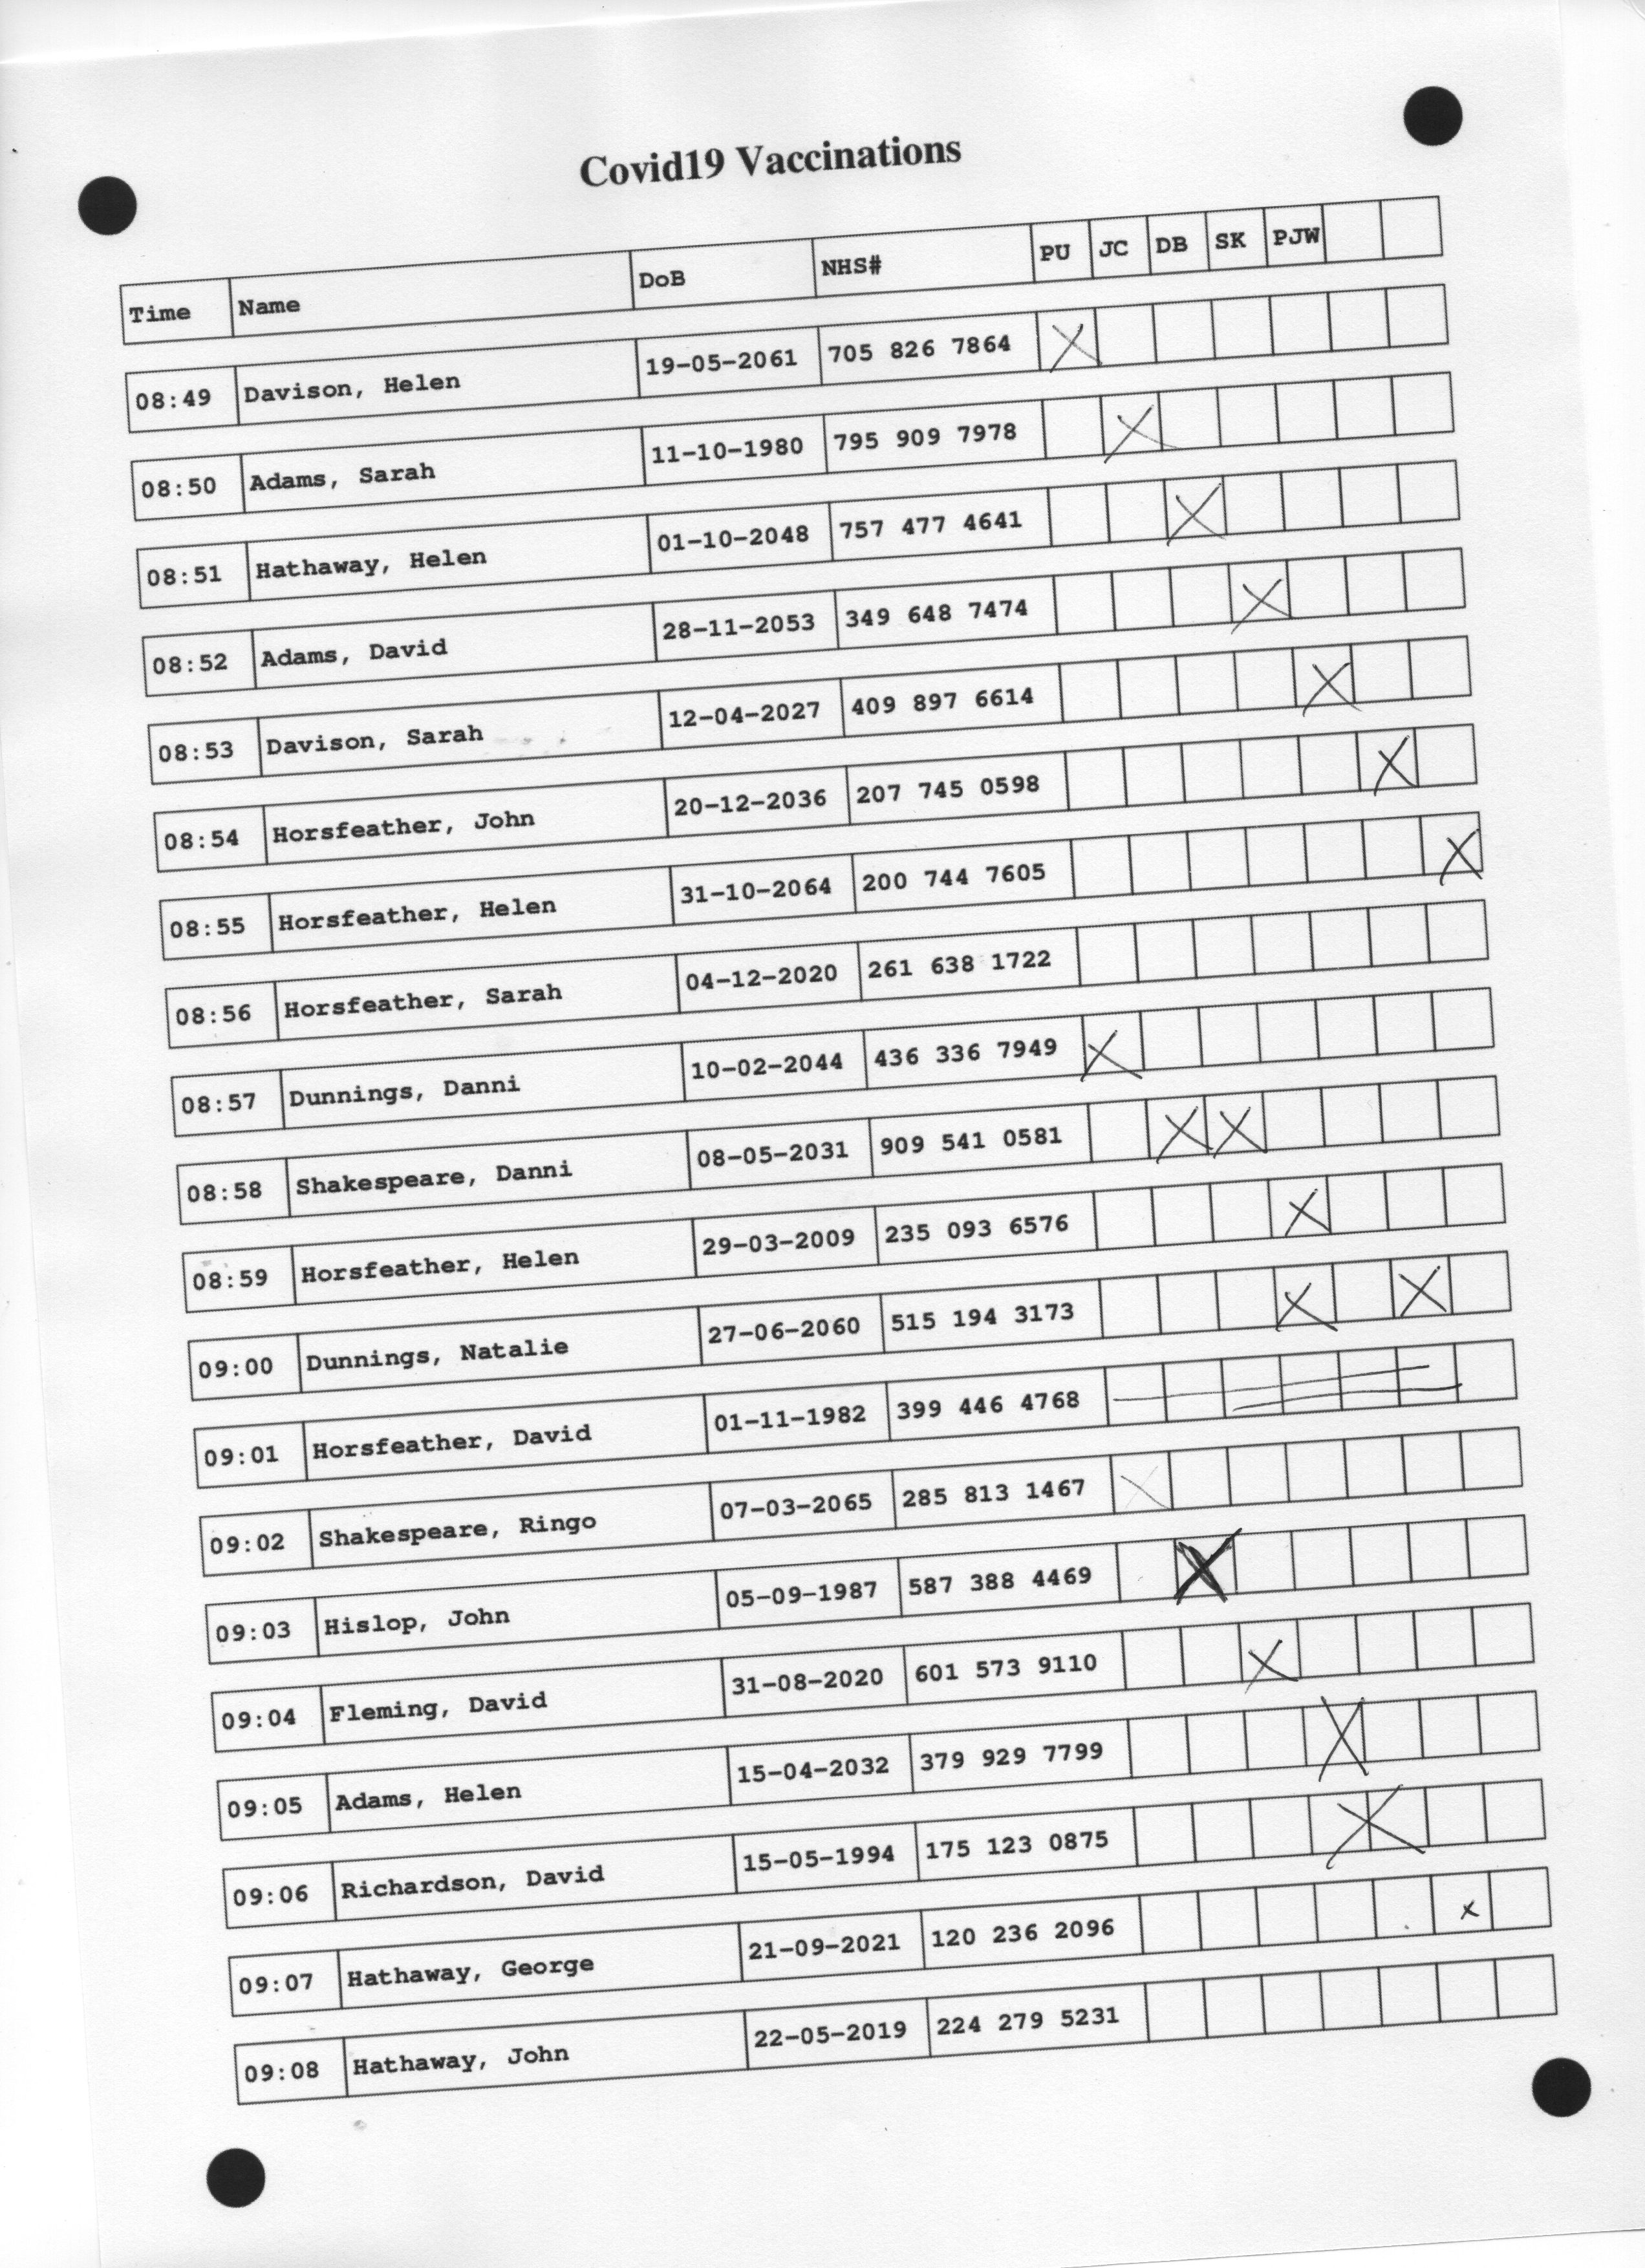 Covid19 Vaccinations
Time Name DoB NHS# PU JC DB SK PJW
08:49 Davison, Helen 19-05-2061 705 826 7864 X
08:50 Adams, Sarah 11-10-1980 795 909 7978 X
08:51 Hathaway, Helen 01-10-2048 757 477 4641 X
08:52 Adams, David 28-11-2053 349 648 7474 X
08:53 Davison, Sarah 12-04-2027 409 897 6614 X
08:54 Horsfeather, John 20-12-2036 207 745 0598 X
08:55 Horsfeather, Helen 31-10-2064 200 744 7605 X
08:56 Horsfeather, Sarah 04-12-2020 261 638 1722
08:57 Dunnings, Danni 10-02-2044 436 336 7949 X
08:58 Shakespeare, Danni 08-05-2031 909 541 0581 X X
08:59 Horsfeather, Helen 29-03-2009 235 093 6576 X
09:00 Dunnings, Natalie 27-06-2060 515 194 3173 X X
09:01 Horsfeather, David 01-11-1982 399 446 4768
09:02 Shakespeare, Ringo 07-03-2065 285 813 1467 X
09:03 Hislop, John 05-09-1987 587 388 4469 X
09:04 Fleming, David 31-08-2020 601 573 9110 X
09:05 Adams, Helen 15-04-2032 379 929 7799 X
09:06 Richardson, David 15-05-1994 175 123 0875 X
09:07 Hathaway, George 21-09-2021 120 236 2096 x
09:08 Hathaway, John 22-05-2019 224 279 5231